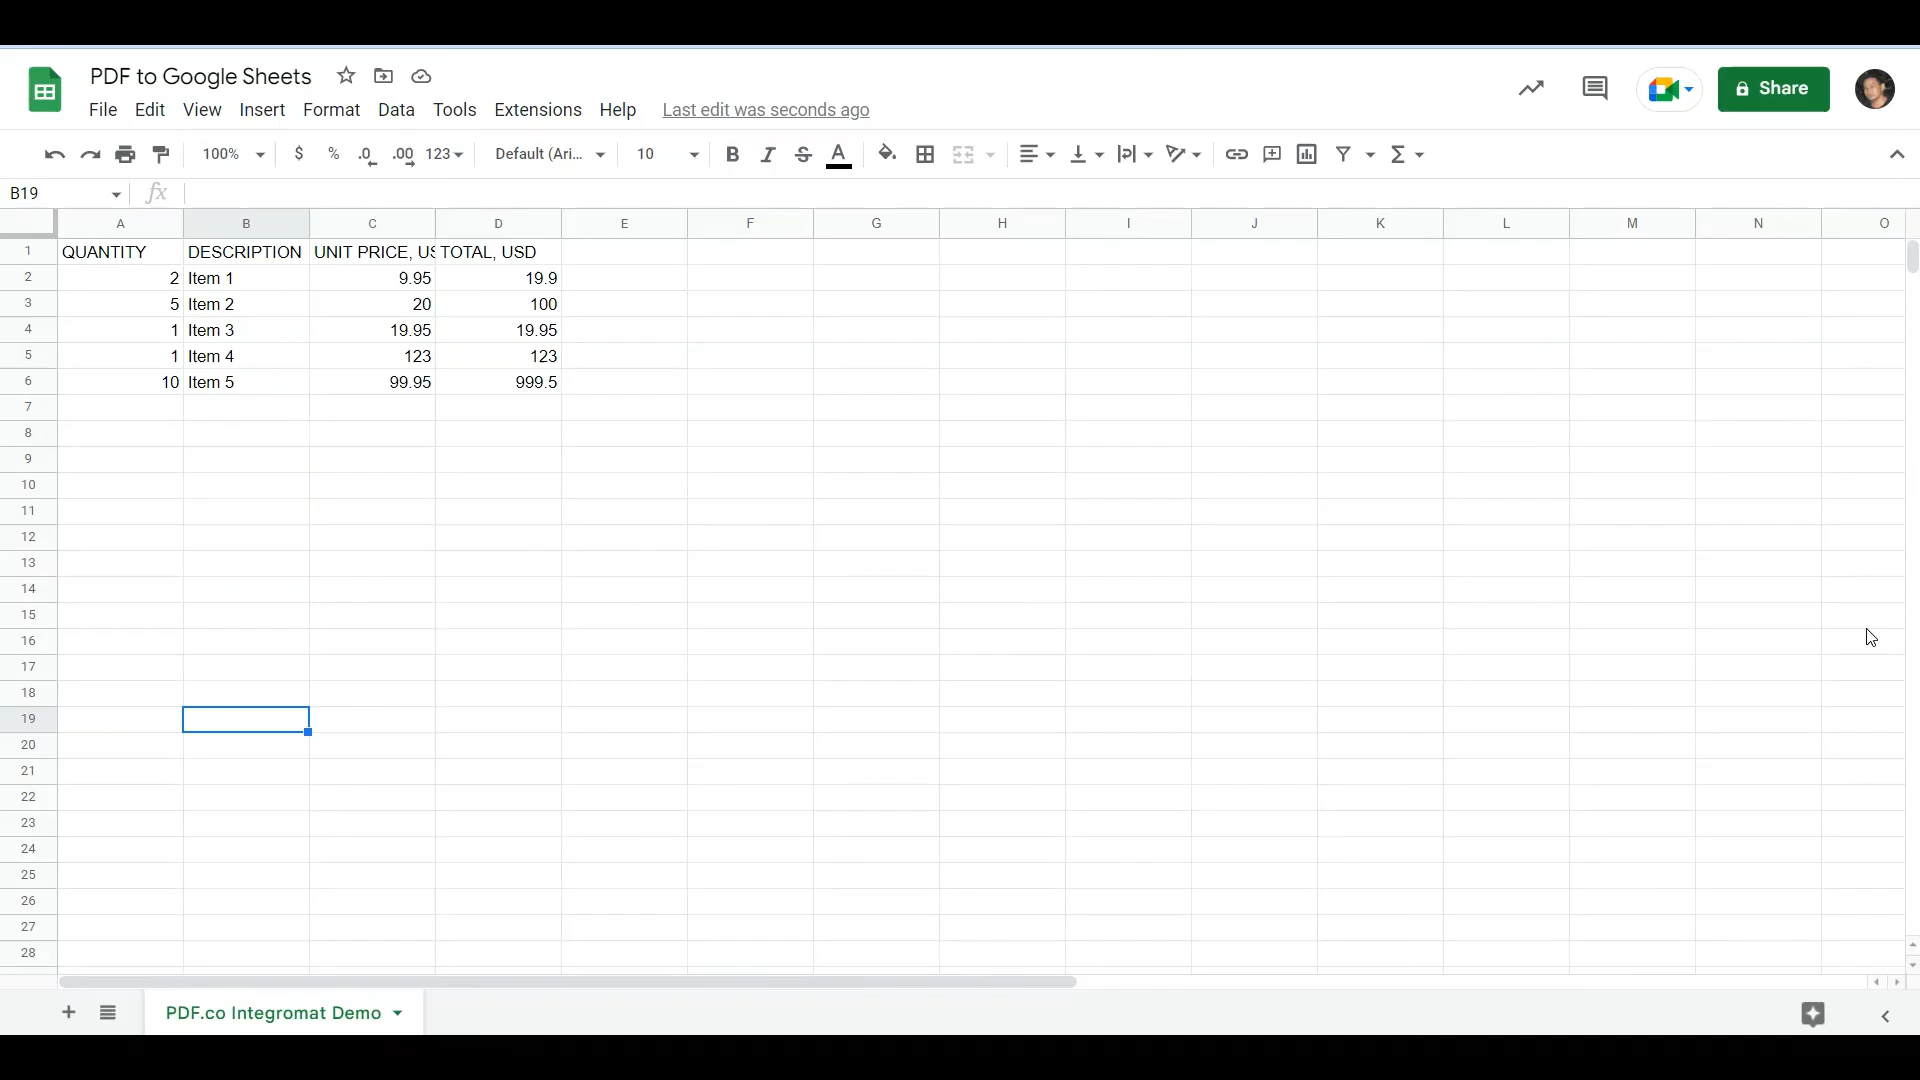 PDF to Google Sheets
Share
File Edit View Insert Format Data Tools Extensions Help Last edit was seconds ago
100% $ % .0 .00 123 Default (Ari... 10 B I S A Σ
B19 fx
A B C D E F G H I J K L M N O
1 QUANTITY DESCRIPTION UNIT PRICE, US TOTAL, USD
2 2 Item 1 9.95 19.9
3 5 Item 2 20 100
4 1 Item 3 19.95 19.95
5 1 Item 4 123 123
6 10 Item 5 99.95 999.5
7
8
9
10
11
12
13
14
15
16
17
18
19
20
21
22
23
24
25
26
27
28
PDF.co Integromat Demo